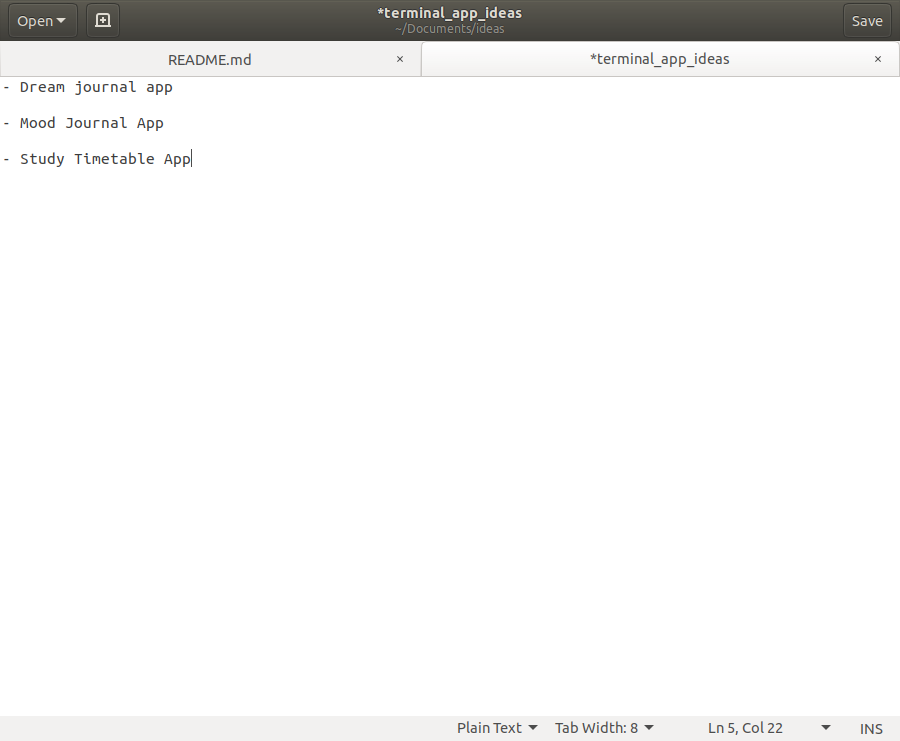 Open *terminal_app_ideas Save
~/Documents/ideas
README.md × *terminal_app_ideas ×
- Dream journal app
- Mood Journal App
- Study Timetable App
Plain Text Tab Width: 8 Ln 5, Col 22 INS